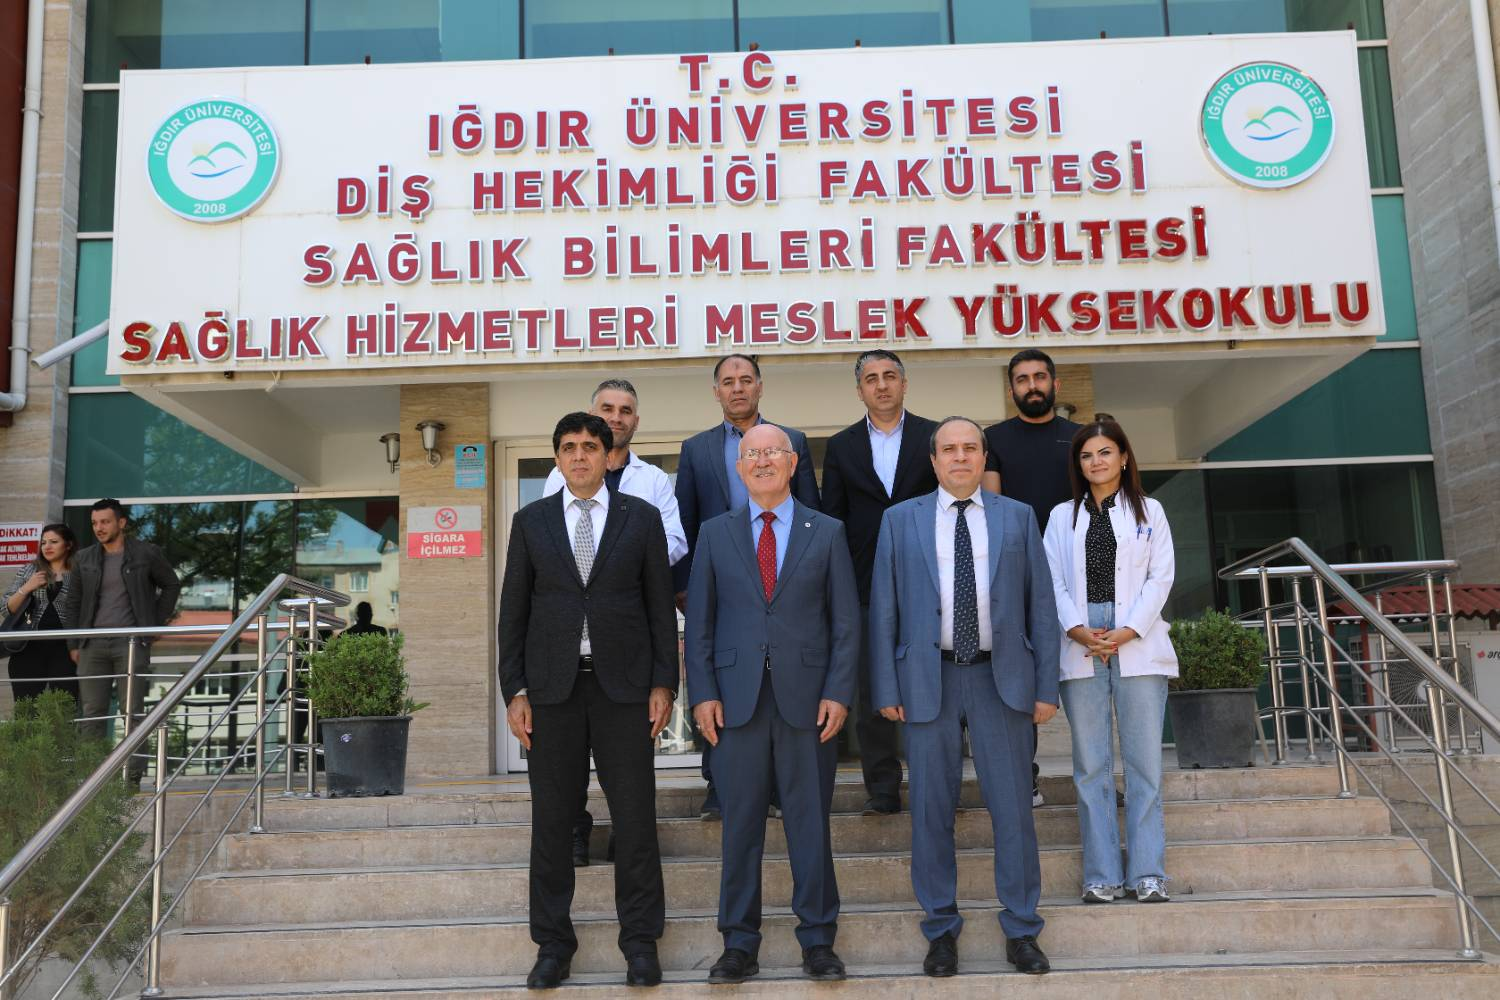 T.C.
IĞDIR ÜNİVERSİTESİ
DİŞ HEKİMLİĞİ FAKÜLTESİ
SAĞLIK BİLİMLERİ FAKÜLTESİ
SAĞLIK HİZMETLERİ MESLEK YÜKSEKOKULU
IĞDIR ÜNİVERSİTESİ
2008
IĞDIR ÜNİVERSİTESİ
2008
SİGARA
İÇİLMEZ
DİKKAT!